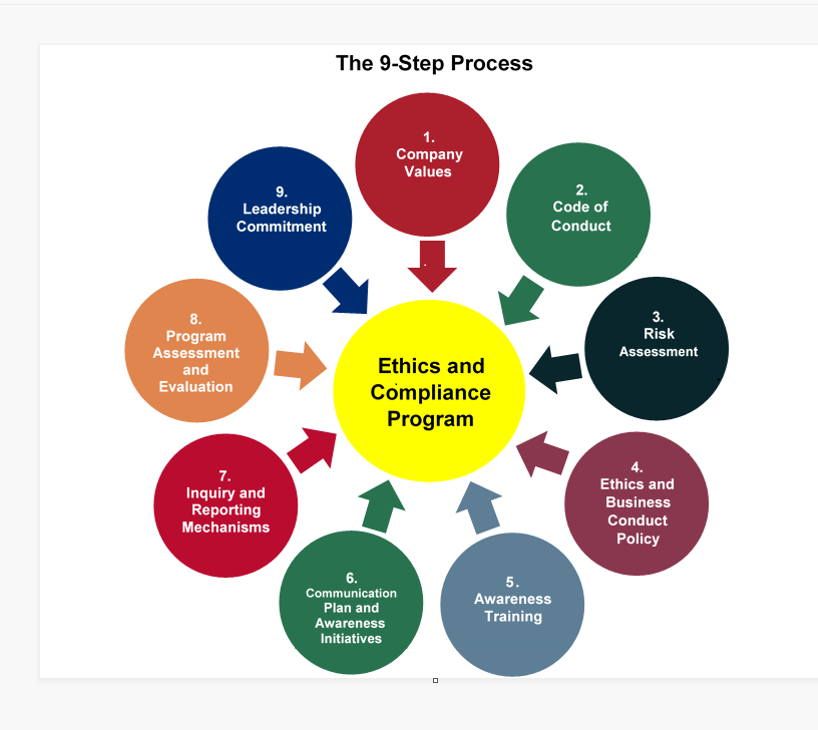 The 9-Step Process
1.
Company
Values
2.
Code of
Conduct
3.
Risk
Assessment
4.
Ethics and
Business
Conduct
Policy
5.
Awareness
Training
6.
Communication
Plan and
Awareness
Initiatives
7.
Inquiry and
Reporting
Mechanisms
8.
Program
Assessment
and
Evaluation
9.
Leadership
Commitment
Ethics and
Compliance
Program